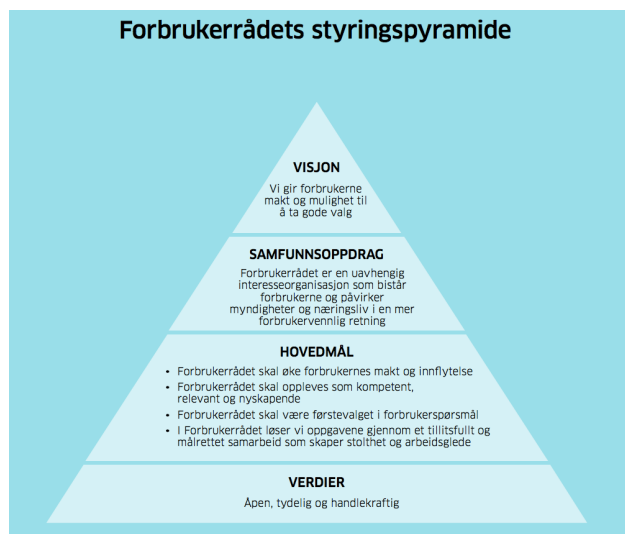 Forbrukerrådets styringspyramide
VISJON
Vi gir forbrukerne
makt og mulighet til
å ta gode valg
SAMFUNNSOPPDRAG
Forbrukerrådet er en uavhengig
interesseorganisasjon som bistår
forbrukerne og påvirker
myndigheter og næringsliv i en mer
forbrukervennlig retning
HOVEDMÅL
• Forbrukerrådet skal øke forbrukernes makt og innflytelse
• Forbrukerrådet skal oppleves som kompetent,
relevant og nyskapende
• Forbrukerrådet skal være førstevalget i forbrukerspørsmål
• I Forbrukerrådet løser vi oppgavene gjennom et tillitsfullt og
målrettet samarbeid som skaper stolthet og arbeidsglede
VERDIER
Åpen, tydelig og handlekraftig